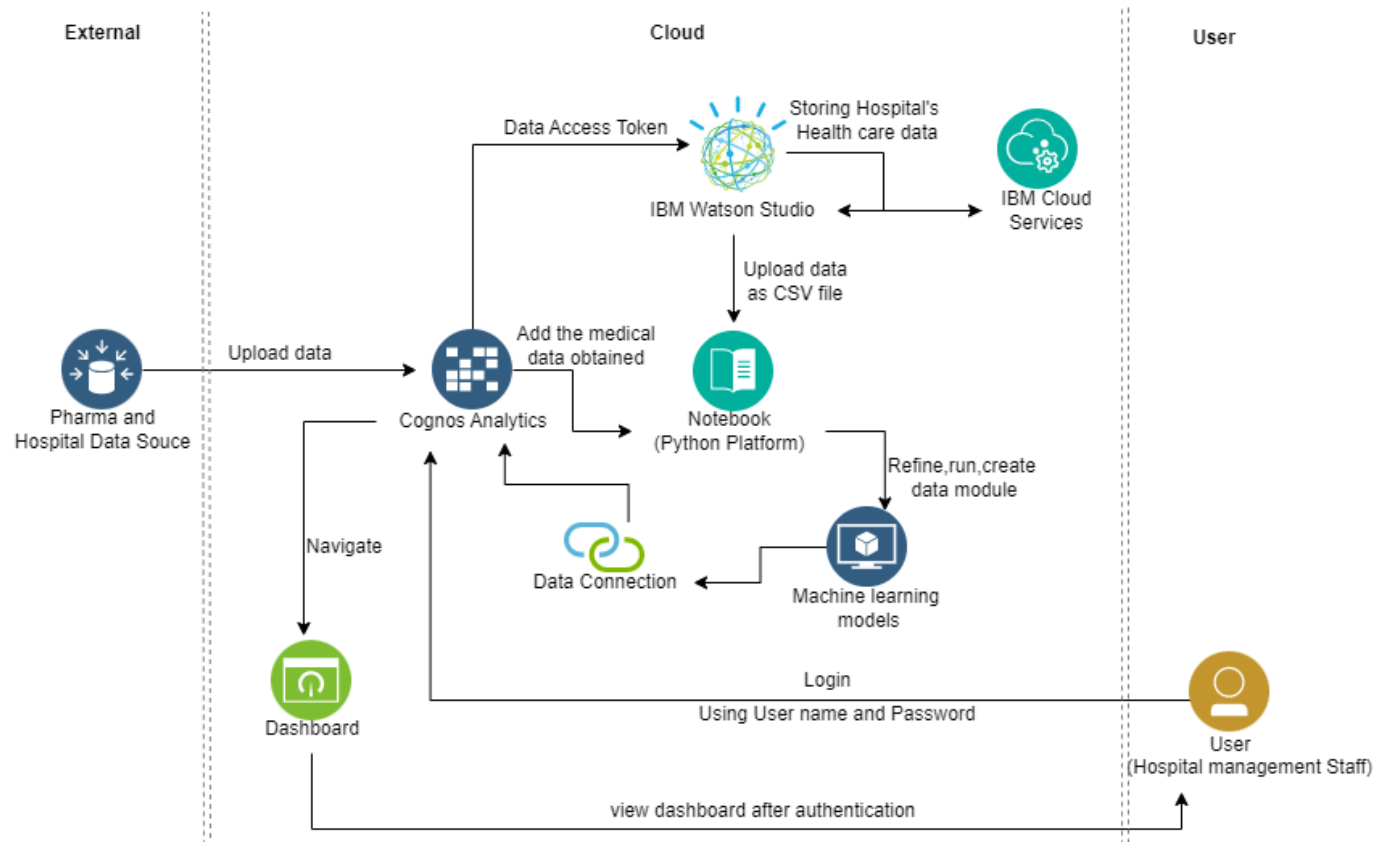 External
Cloud
User
Data Access Token
Storing Hospital's
Health care data
IBM Watson Studio
IBM Cloud
Services
Upload data
as CSV file
Upload data
Add the medical
data obtained
Pharma and
Hospital Data Souce
Cognos Analytics
Notebook
(Python Platform)
Refine,run,create
data module
Navigate
Data Connection
Machine learning
models
Login
Using User name and Password
Dashboard
User
(Hospital management Staff)
view dashboard after authentication